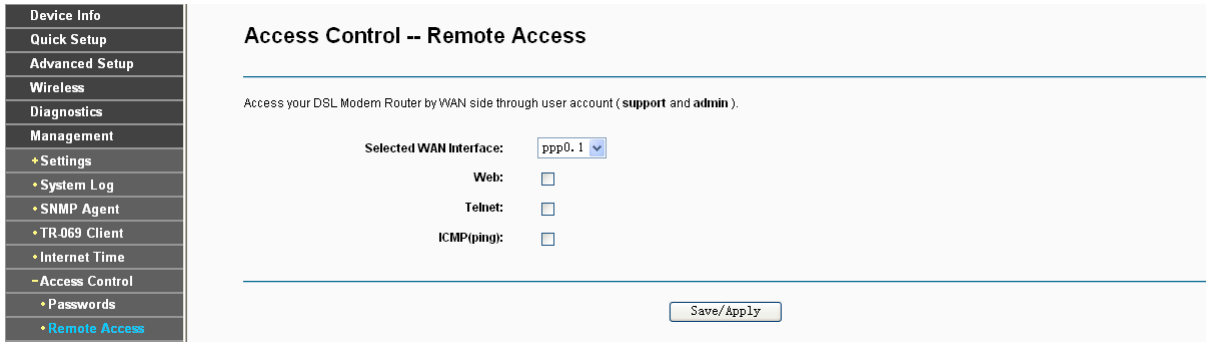 Device Info
Quick Setup
Advanced Setup
Wireless
Diagnostics
Management
+Settings
•System Log
•SNMP Agent
•TR-069 Client
•Internet Time
−Access Control
•Passwords
•Remote Access
Access Control -- Remote Access
Access your DSL Modem Router by WAN side through user account ( support and admin ).
Selected WAN Interface: ppp0.1
Web:
Telnet:
ICMP(ping):
Save/Apply